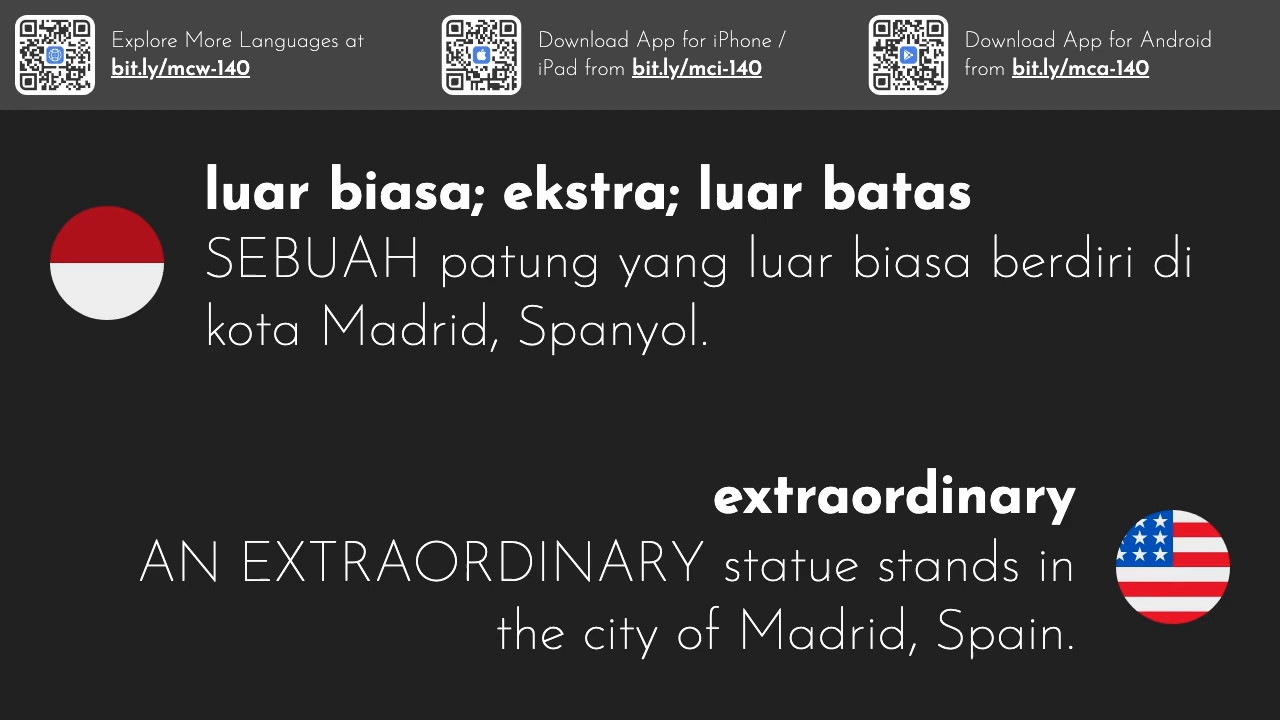 Explore More Languages at
bit.ly/mcw-140
Download App for iPhone /
iPad from bit.ly/mci-140
Download App for Android
from bit.ly/mca-140
luar biasa; ekstra; luar batas
SEBUAH patung yang luar biasa berdiri di
kota Madrid, Spanyol.
extraordinary
AN EXTRAORDINARY statue stands in
the city of Madrid, Spain.